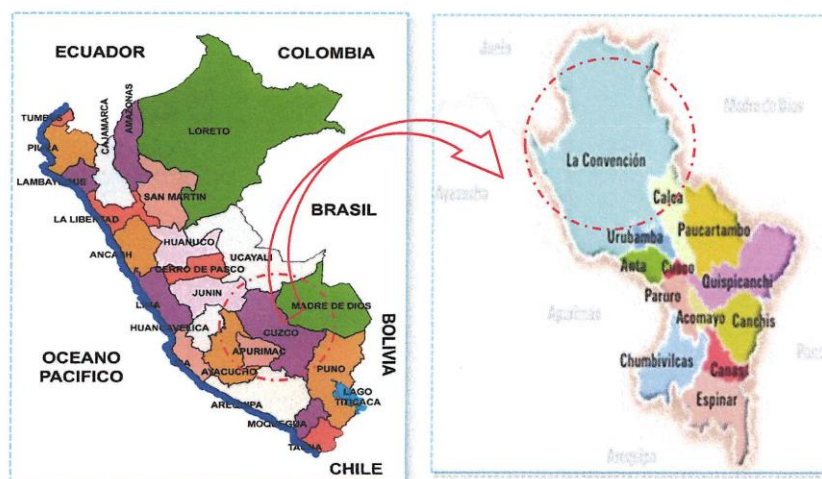 ECUADOR
COLOMBIA
TUMBES
PIURA
CAJAMARCA
AMAZONAS
LORETO
LAMBAYEQUE
SAN MARTIN
LA LIBERTAD
BRASIL
HUANUCO
UCAYALI
ANCASH
CERRO DE PASCO
JUNIN
LIMA
MADRE DE DIOS
HUANCAVELICA
CUZCO
BOLIVIA
OCEANO
PACIFICO
APURIMAC
AYACUCHO
PUNO
LAGO
TITICACA
AREQUIPA
MOQUEGUA
TACNA
CHILE
Junín
Madre de Dios
La Convención
Ayacucho
Calca
Paucartambo
Urubamba
Anta
Cusco
Quispicanchi
Paruro
Apurímac
Acomayo
Canchis
Chumbivilcas
Canas
Espinar
Arequipa